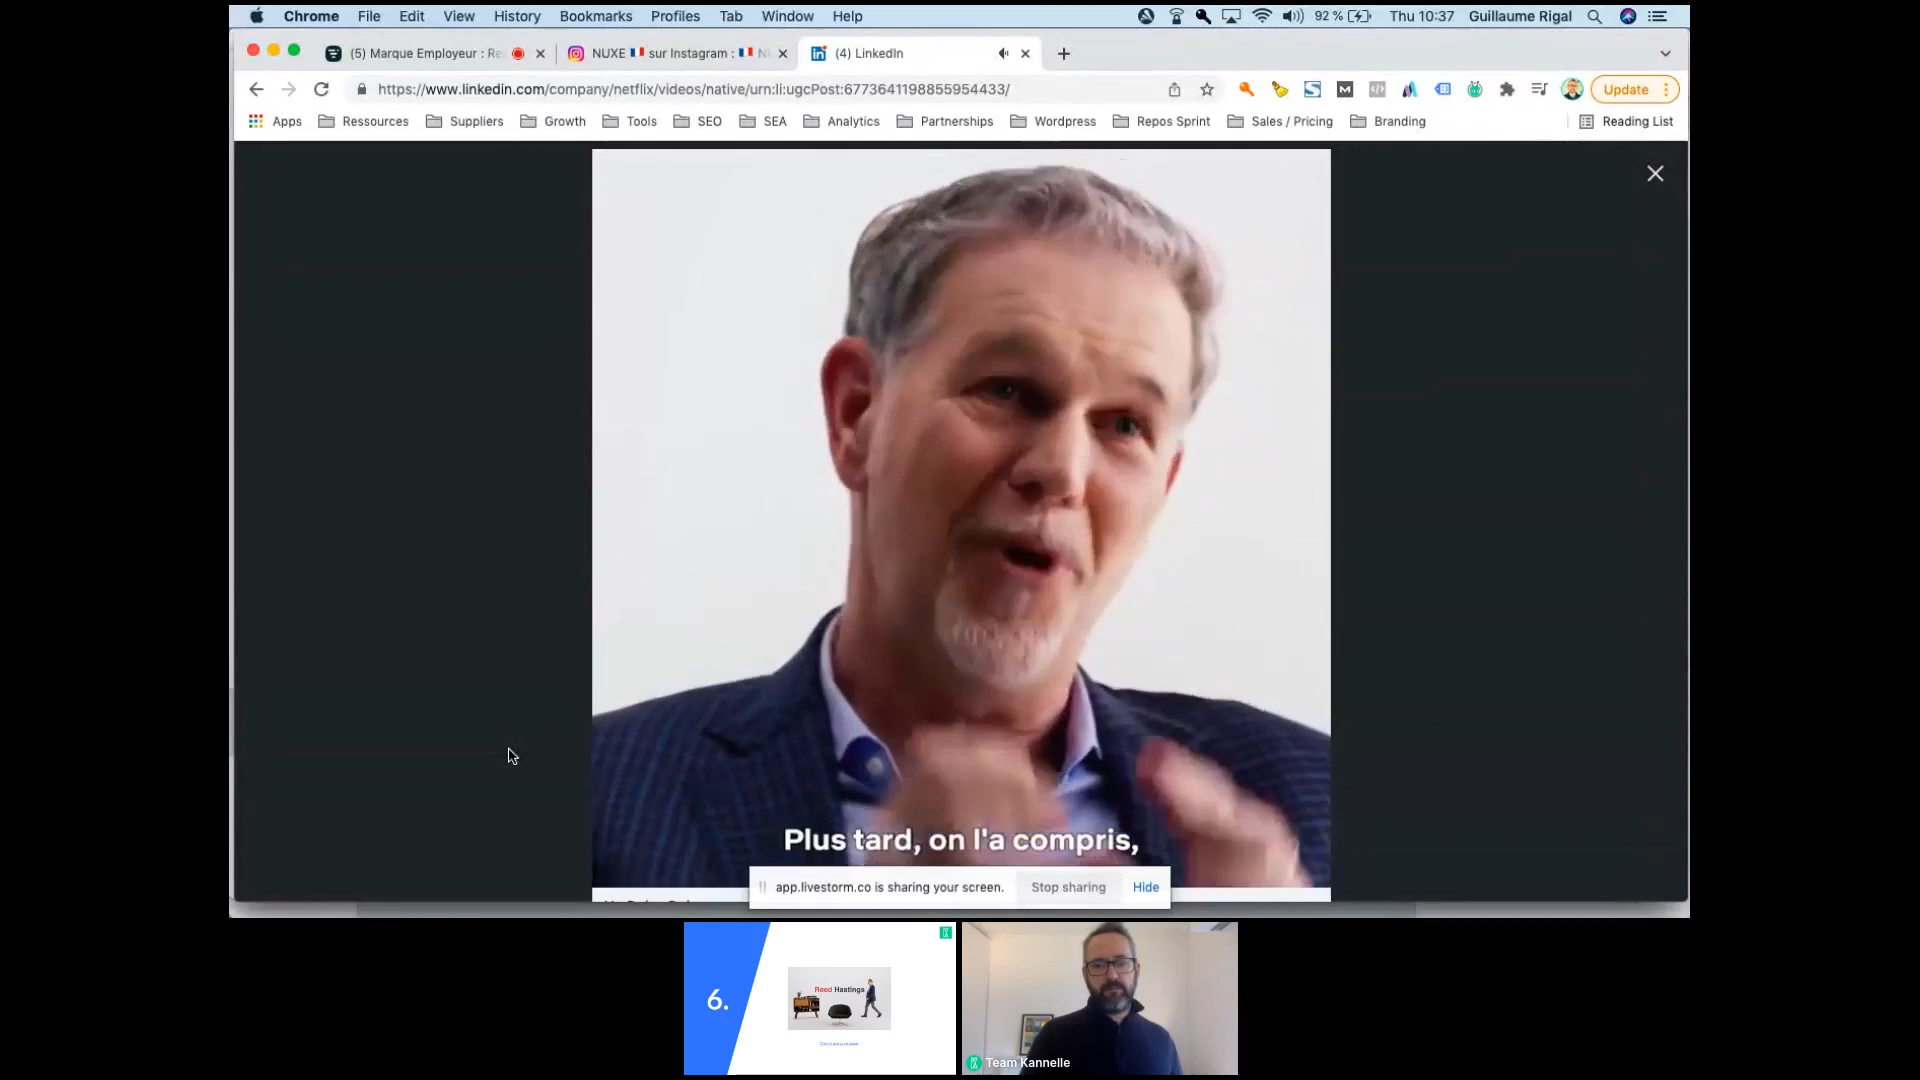 Chrome File Edit View History Bookmarks Profiles Tab Window Help 92 % Thu 10:37 Guillaume Rigal
(5) Marque Employeur : Re
NUXE sur Instagram :
(4) LinkedIn
https://www.linkedin.com/company/netflix/videos/native/urn:li:ugcPost:6773641198855954433/
Update
Apps Ressources Suppliers Growth Tools SEO SEA Analytics Partnerships Wordpress Repos Sprint Sales / Pricing Branding Reading List
Plus tard, on l'a compris,
app.livestorm.co is sharing your screen. Stop sharing Hide
6.
Reed Hastings
Team Kannelle